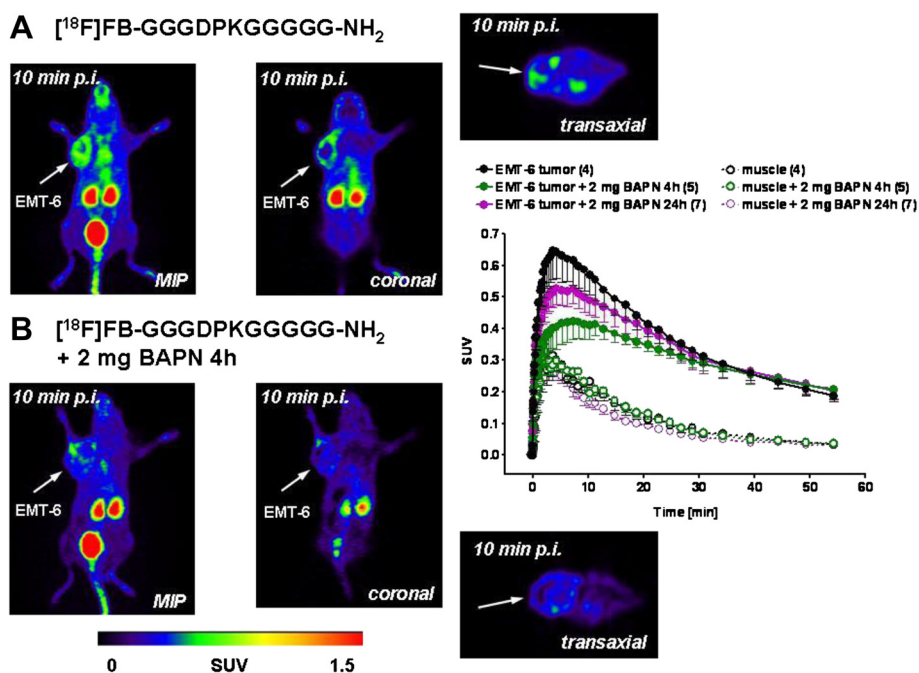 A [¹⁸F]FB-GGGDPKGGGGG-NH₂
10 min p.i.
EMT-6
MIP
10 min p.i.
EMT-6
coronal
10 min p.i.
transaxial
EMT-6 tumor (4)
EMT-6 tumor + 2 mg BAPN 4h (5)
EMT-6 tumor + 2 mg BAPN 24h (7)
muscle (4)
muscle + 2 mg BAPN 4h (5)
muscle + 2 mg BAPN 24h (7)
0.7
0.6
0.5
0.4
0.3
0.2
0.1
0.0
SUV
0 10 20 30 40 50 60
Time [min]
B [¹⁸F]FB-GGGDPKGGGGG-NH₂
+ 2 mg BAPN 4h
10 min p.i.
EMT-6
MIP
10 min p.i.
EMT-6
coronal
10 min p.i.
transaxial
0 SUV 1.5